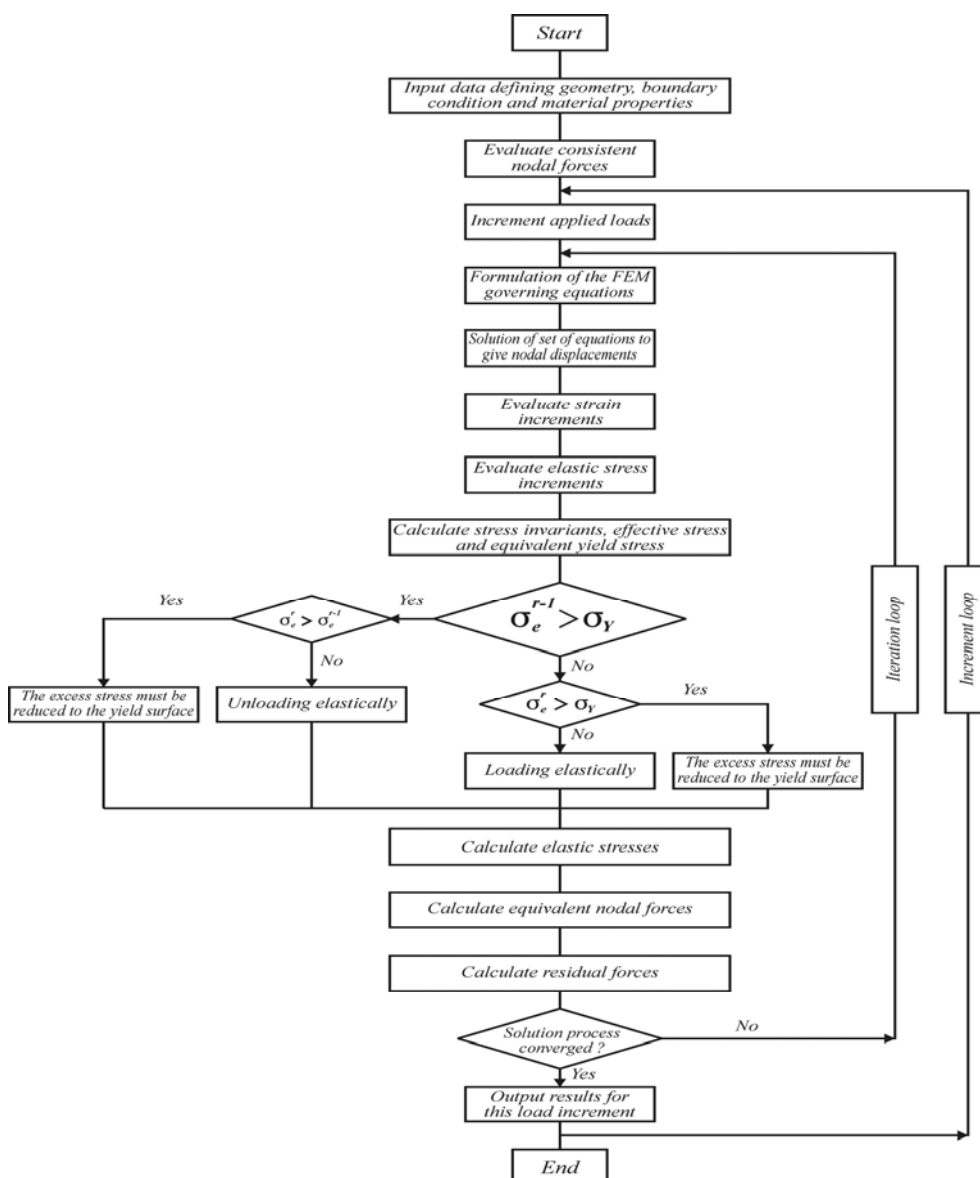 Start
Input data defining geometry, boundary
condition and material properties
Evaluate consistent
nodal forces
Increment applied loads
Formulation of the FEM
governing equations
Solution of set of equations to
give nodal displacements
Evaluate strain
increments
Evaluate elastic stress
increments
Calculate stress invariants, effective stress
and equivalent yield stress
Yes
σₑʳ > σₑʳ⁻¹
Yes
σₑʳ⁻¹ > σ_Y
No
No
The excess stress must be
reduced to the yield surface
Unloading elastically
σₑʳ > σ_Y
Yes
No
Loading elastically
The excess stress must be
reduced to the yield surface
Iteration loop
Increment loop
Calculate elastic stresses
Calculate equivalent nodal forces
Calculate residual forces
Solution process
converged ?
No
Yes
Output results for
this load increment
End